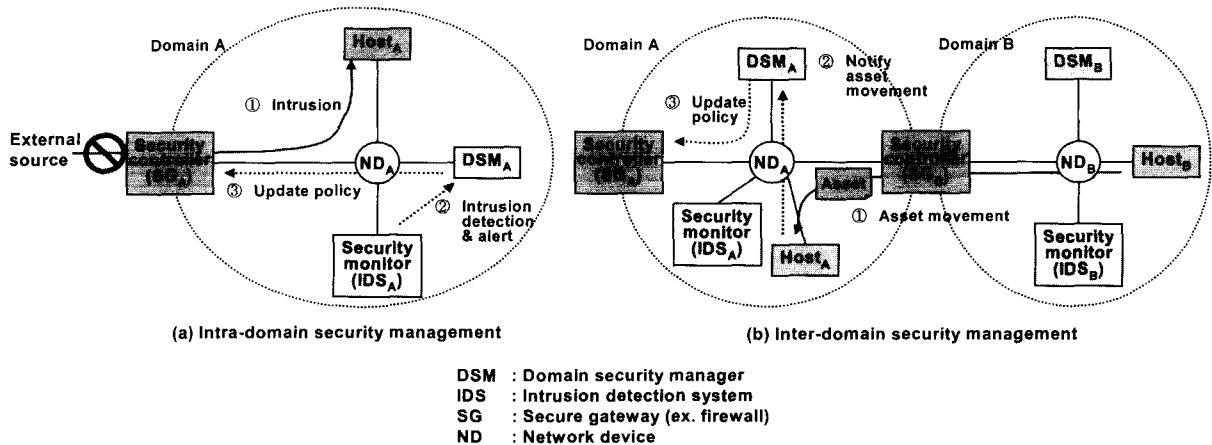 Domain A
Host_A
① Intrusion
External
source
Security
controller
(SG_A)
ND_A
DSM_A
③ Update policy
② Intrusion
detection
& alert
Security
monitor
(IDS_A)
(a) Intra-domain security management
Domain A
DSM_A
② Notify
asset
movement
③ Update
policy
Security
controller
(SG_A)
ND_A
Asset
① Asset movement
Security
monitor
(IDS_A)
Host_A
Domain B
DSM_B
Security
controller
(SG_B)
ND_B
Host_B
Security
monitor
(IDS_B)
(b) Inter-domain security management
DSM : Domain security manager
IDS : Intrusion detection system
SG : Secure gateway (ex. firewall)
ND : Network device